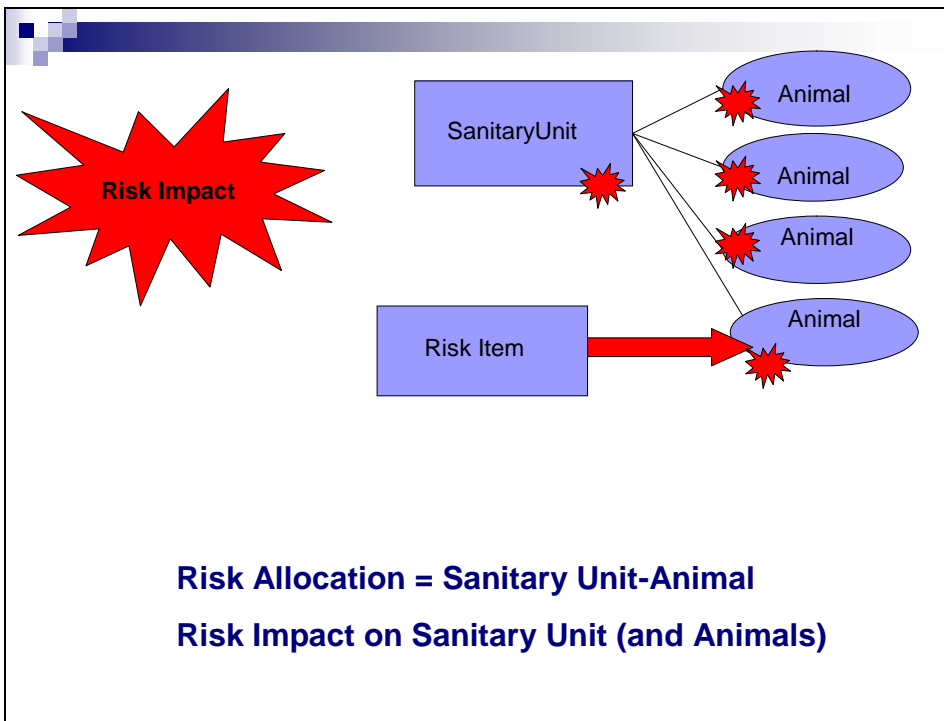 Animal
SanitaryUnit
Risk Impact
Animal
Animal
Animal
Risk Item
Risk Allocation = Sanitary Unit-Animal
Risk Impact on Sanitary Unit (and Animals)